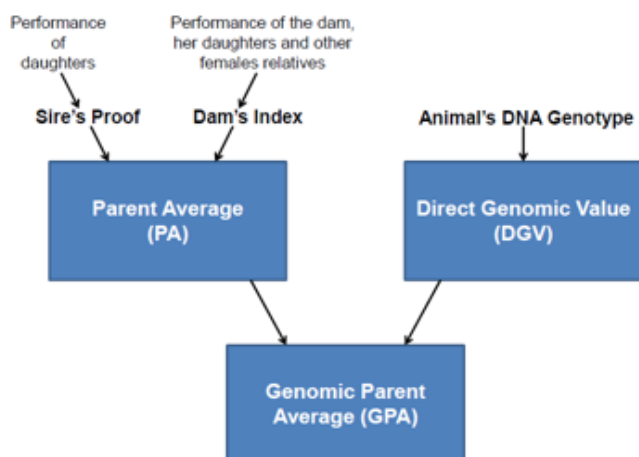 Performance
of
daughters
Performance of the dam,
her daughters and other
females relatives
Sire's Proof
Dam's Index
Animal's DNA Genotype
Parent Average
(PA)
Direct Genomic Value
(DGV)
Genomic Parent
Average (GPA)